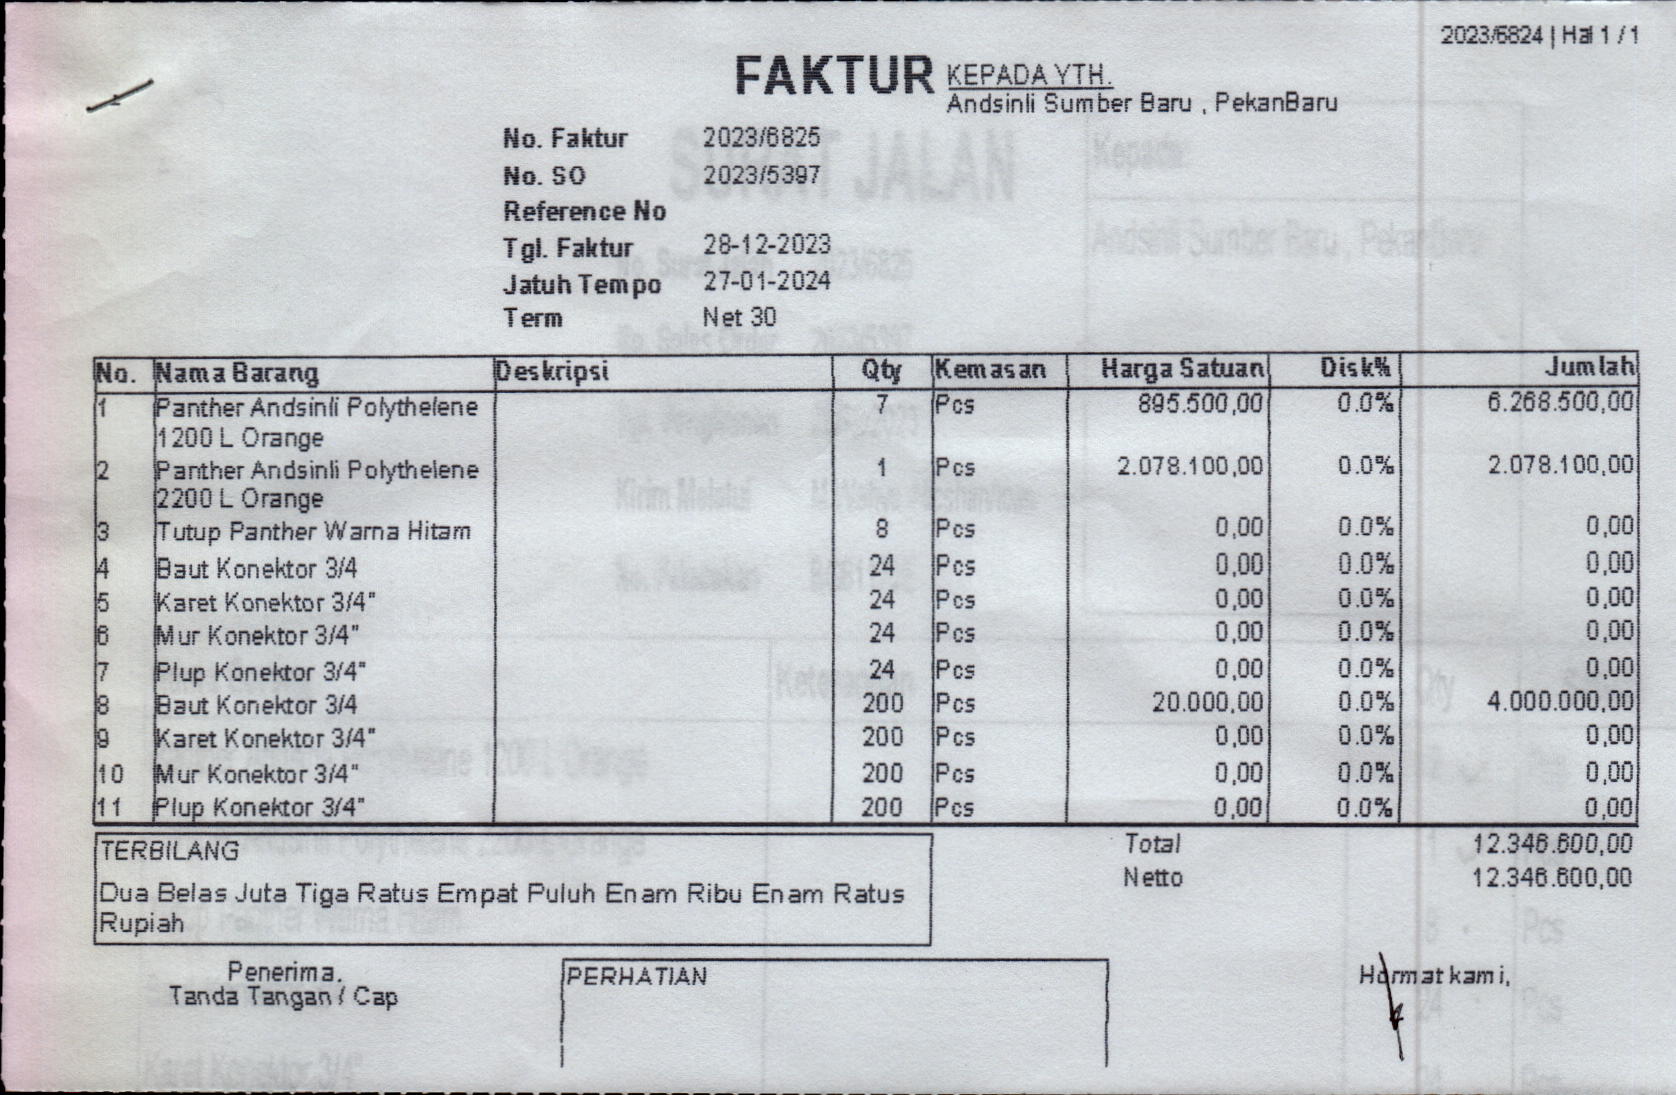 2023/6824 | Hal 1 / 1
FAKTUR KEPADA YTH.
Andsinli Sumber Baru , PekanBaru
No. Faktur 2023/6825
No. SO 2023/5397
Reference No
Tgl. Faktur 28-12-2023
Jatuh Tempo 27-01-2024
Term Net 30
No. Nama Barang Deskripsi Qty Kemasan Harga Satuan Disk% Jumlah
1 Panther Andsinli Polythelene 7 Pcs 895.500,00 0.0% 6.268.500,00
1200 L Orange
2 Panther Andsinli Polythelene 1 Pcs 2.078.100,00 0.0% 2.078.100,00
2200 L Orange
3 Tutup Panther Warna Hitam 8 Pcs 0,00 0.0% 0,00
4 Baut Konektor 3/4 24 Pcs 0,00 0.0% 0,00
5 Karet Konektor 3/4" 24 Pcs 0,00 0.0% 0,00
6 Mur Konektor 3/4" 24 Pcs 0,00 0.0% 0,00
7 Plup Konektor 3/4" 24 Pcs 0,00 0.0% 0,00
8 Baut Konektor 3/4 200 Pcs 20.000,00 0.0% 4.000.000,00
9 Karet Konektor 3/4" 200 Pcs 0,00 0.0% 0,00
10 Mur Konektor 3/4" 200 Pcs 0,00 0.0% 0,00
11 Plup Konektor 3/4" 200 Pcs 0,00 0.0% 0,00
TERBILANG
Dua Belas Juta Tiga Ratus Empat Puluh Enam Ribu Enam Ratus
Rupiah
Total 12.346.600,00
Netto 12.346.600,00
Penerima,
Tanda Tangan / Cap
PERHATIAN
Hormat kami,
SURAT JALAN
Kepada
Andsinli Sumber Baru , PekanBaru